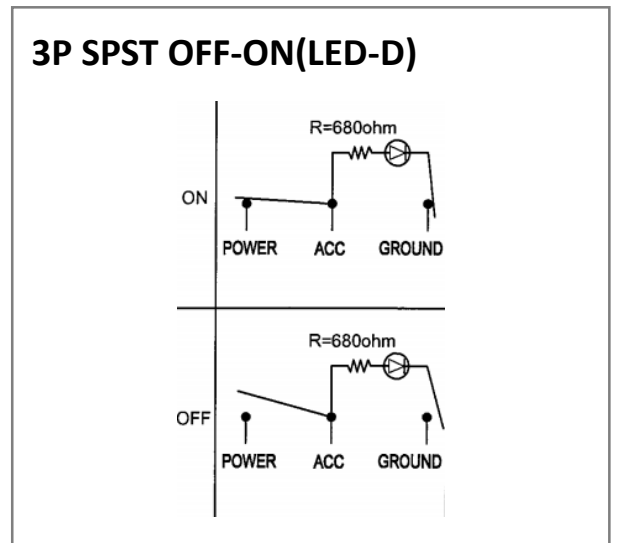 3P SPST OFF-ON(LED-D)
R=680ohm
ON
POWER ACC GROUND
R=680ohm
OFF
POWER ACC GROUND